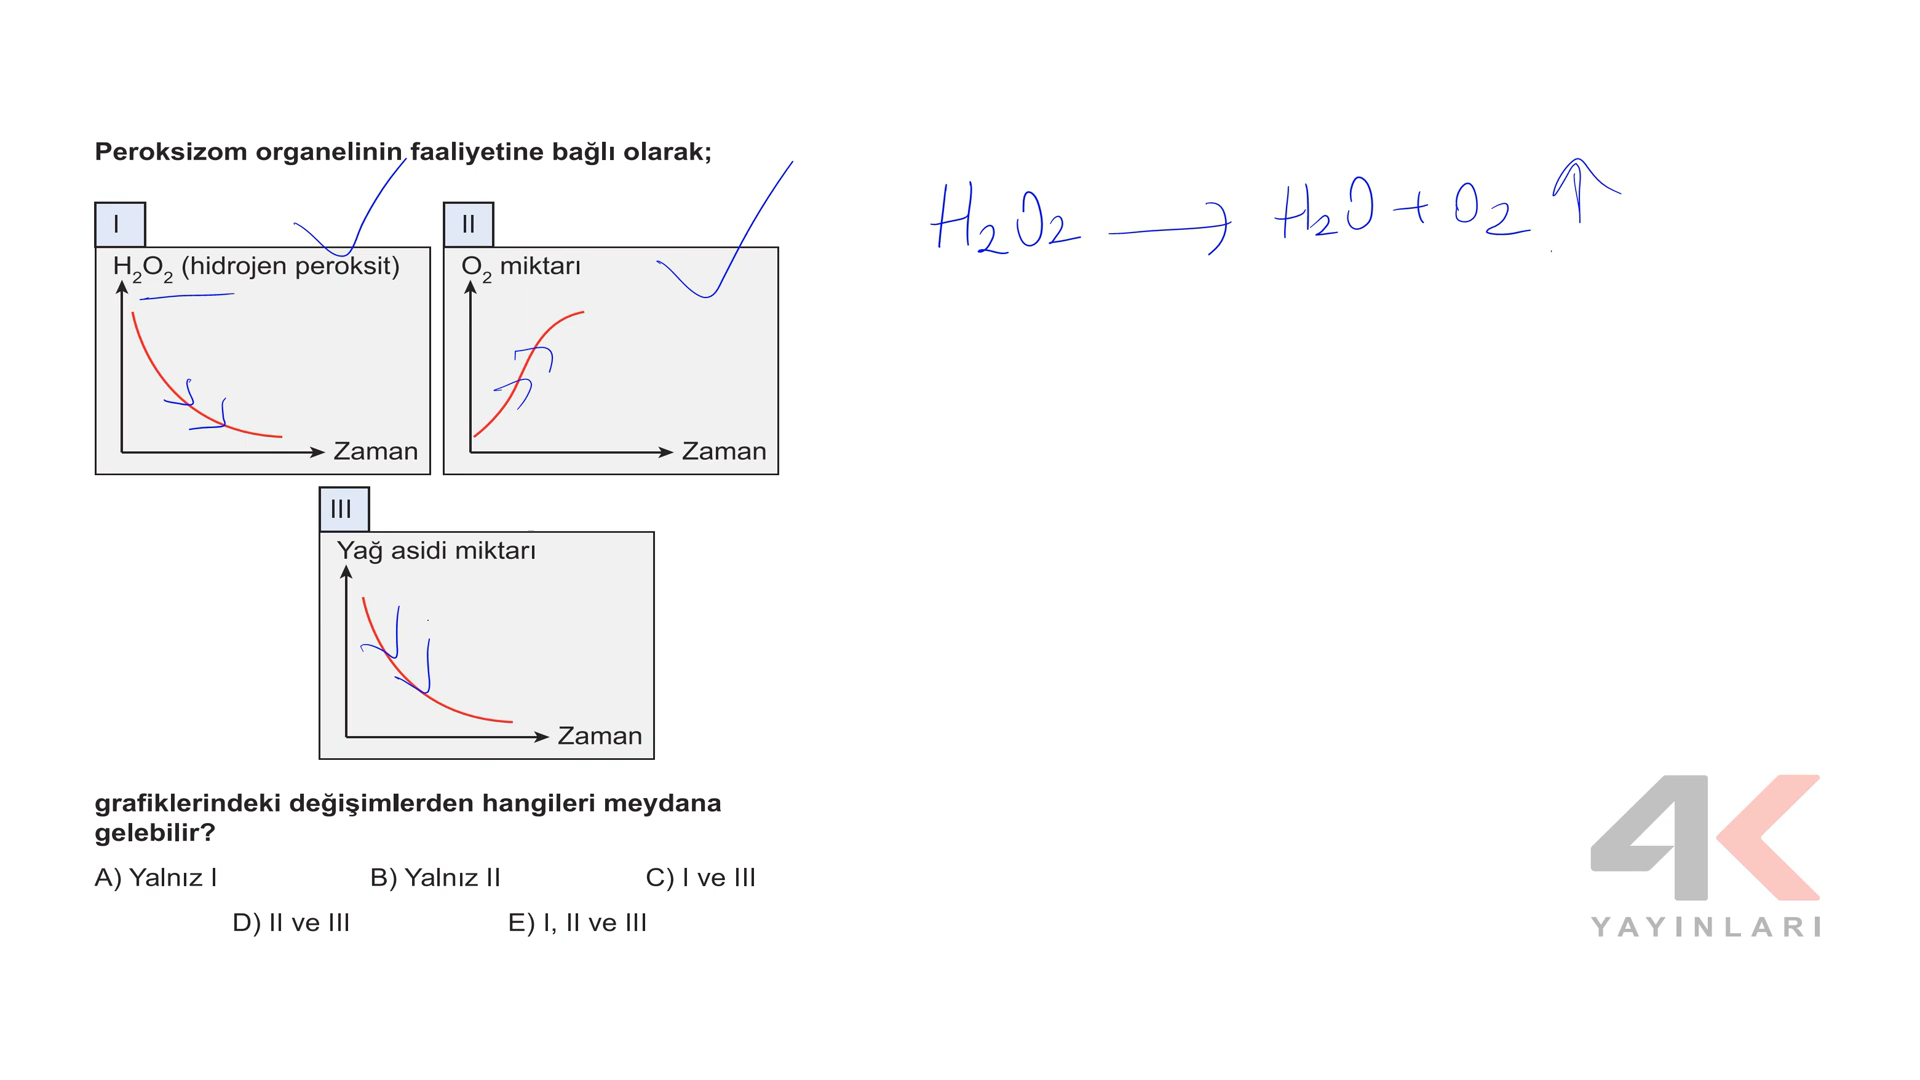 Peroksizom organelinin faaliyetine bağlı olarak;
H₂O₂ ⟶ H₂O + O₂ ↑
I
II
H₂O₂ (hidrojen peroksit)
O₂ miktarı
Zaman
Zaman
III
Yağ asidi miktarı
Zaman
grafiklerindeki değişimlerden hangileri meydana
gelebilir?
A) Yalnız I B) Yalnız II C) I ve III
D) II ve III E) I, II ve III
4K
YAYINLARI